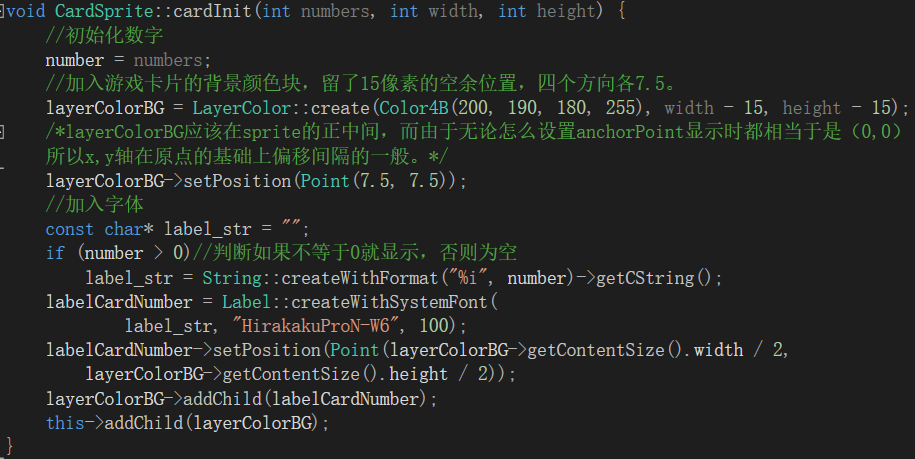 void CardSprite::cardInit(int numbers, int width, int height) {
//初始化数字
number = numbers;
//加入游戏卡片的背景颜色块，留了15像素的空余位置，四个方向各7.5。
layerColorBG = LayerColor::create(Color4B(200, 190, 180, 255), width - 15, height - 15);
/*layerColorBG应该在sprite的正中间，而由于无论怎么设置anchorPoint显示时都相当于是（0,0）
所以x,y轴在原点的基础上偏移间隔的一般。*/
layerColorBG->setPosition(Point(7.5, 7.5));
//加入字体
const char* label_str = "";
if (number > 0)//判断如果不等于0就显示，否则为空
label_str = String::createWithFormat("%i", number)->getCString();
labelCardNumber = Label::createWithSystemFont(
label_str, "HirakakuProN-W6", 100);
labelCardNumber->setPosition(Point(layerColorBG->getContentSize().width / 2,
layerColorBG->getContentSize().height / 2));
layerColorBG->addChild(labelCardNumber);
this->addChild(layerColorBG);
}